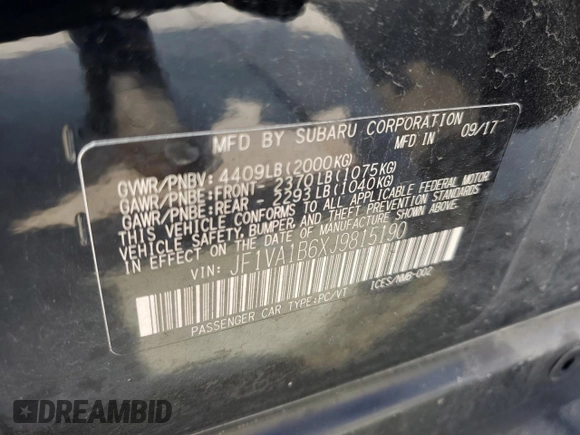 MFD BY SUBARU CORPORATION
MFD IN 09/17
GVWR/PNBV: 4409LB(2000KG)
GAWR/PNBE:FRONT- 2370LB(1075KG)
GAWR/PNBE:REAR - 2293LB(1040KG)
THIS VEHICLE CONFORMS TO ALL APPLICABLE FEDERAL MOTOR
VEHICLE SAFETY, BUMPER, AND THEFT PREVENTION STANDARDS
IN EFFECT ON THE DATE OF MANUFACTURE SHOWN ABOVE.
VIN: JF1VA1B6XJ9815190
PASSENGER CAR TYPE:PC/VT ICES/NMB-002
DREAMBID